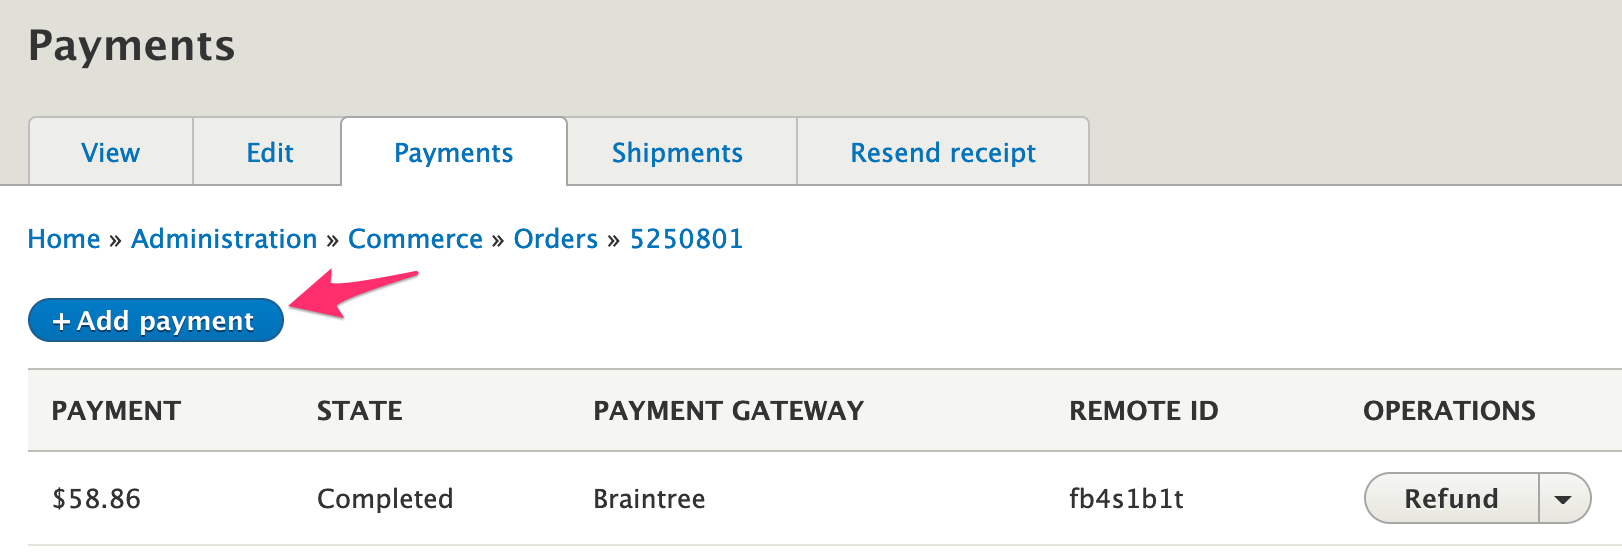 Payments
View Edit Payments Shipments Resend receipt
Home » Administration » Commerce » Orders » 5250801
+ Add payment
PAYMENT STATE PAYMENT GATEWAY REMOTE ID OPERATIONS
$58.86 Completed Braintree fb4s1b1t Refund